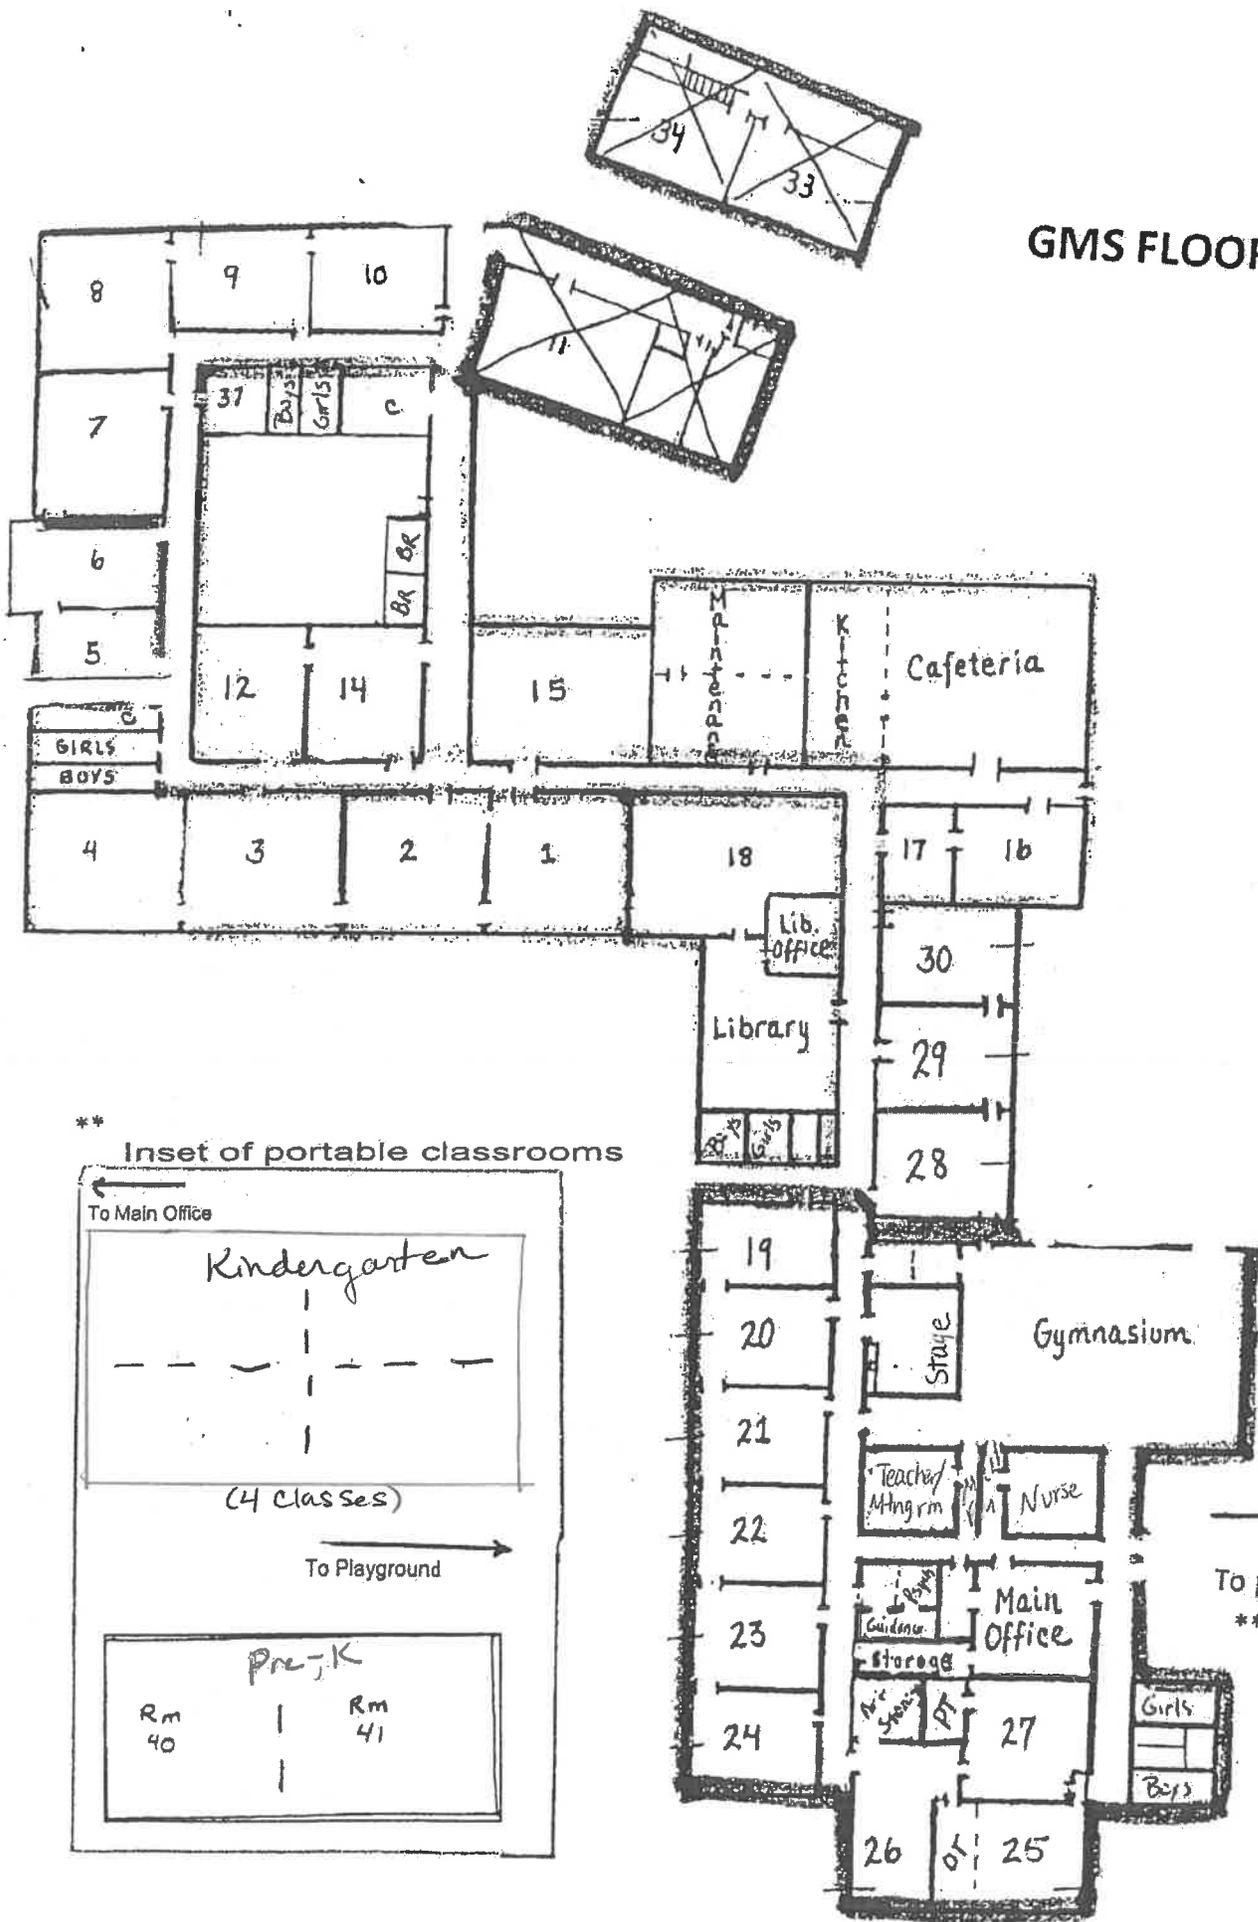 34
33
GMS FLOOR
8
9
10
11
37
Boys
Girls
C
7
6
BR
BR
5
12
14
15
Kitchen
Cafeteria
C
GIRLS
BOYS
4
3
2
1
18
17
16
Lib.
Office
30
Library
29
28
Boys
Girls
**
Inset of portable classrooms
To Main Office
Kindergarten
(4 classes)
To Playground
Pre-K
Rm
40
Rm
41
19
20
21
22
23
24
Stage
Gymnasium
Teacher/
Mtngrm
Nurse
Guidance
Main
Office
Storage
PT
27
26
OT
25
Girls
Boys
To
**